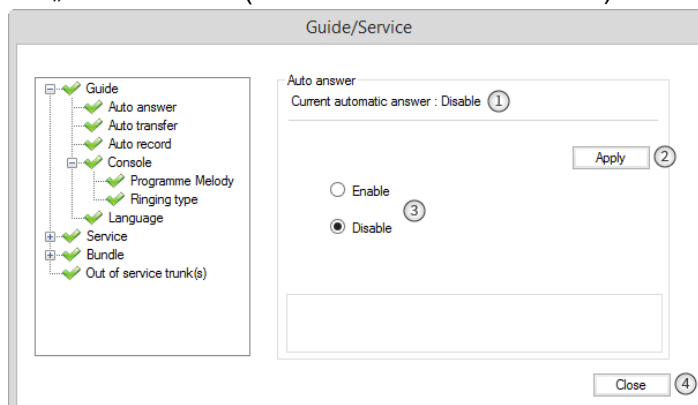 Guide/Service
Guide
Auto answer
Auto transfer
Auto record
Console
Programme Melody
Ringing type
Language
Service
Bundle
Out of service trunk(s)
Auto answer
Current automatic answer : Disable 1
Apply 2
Enable
3
Disable
Close 4